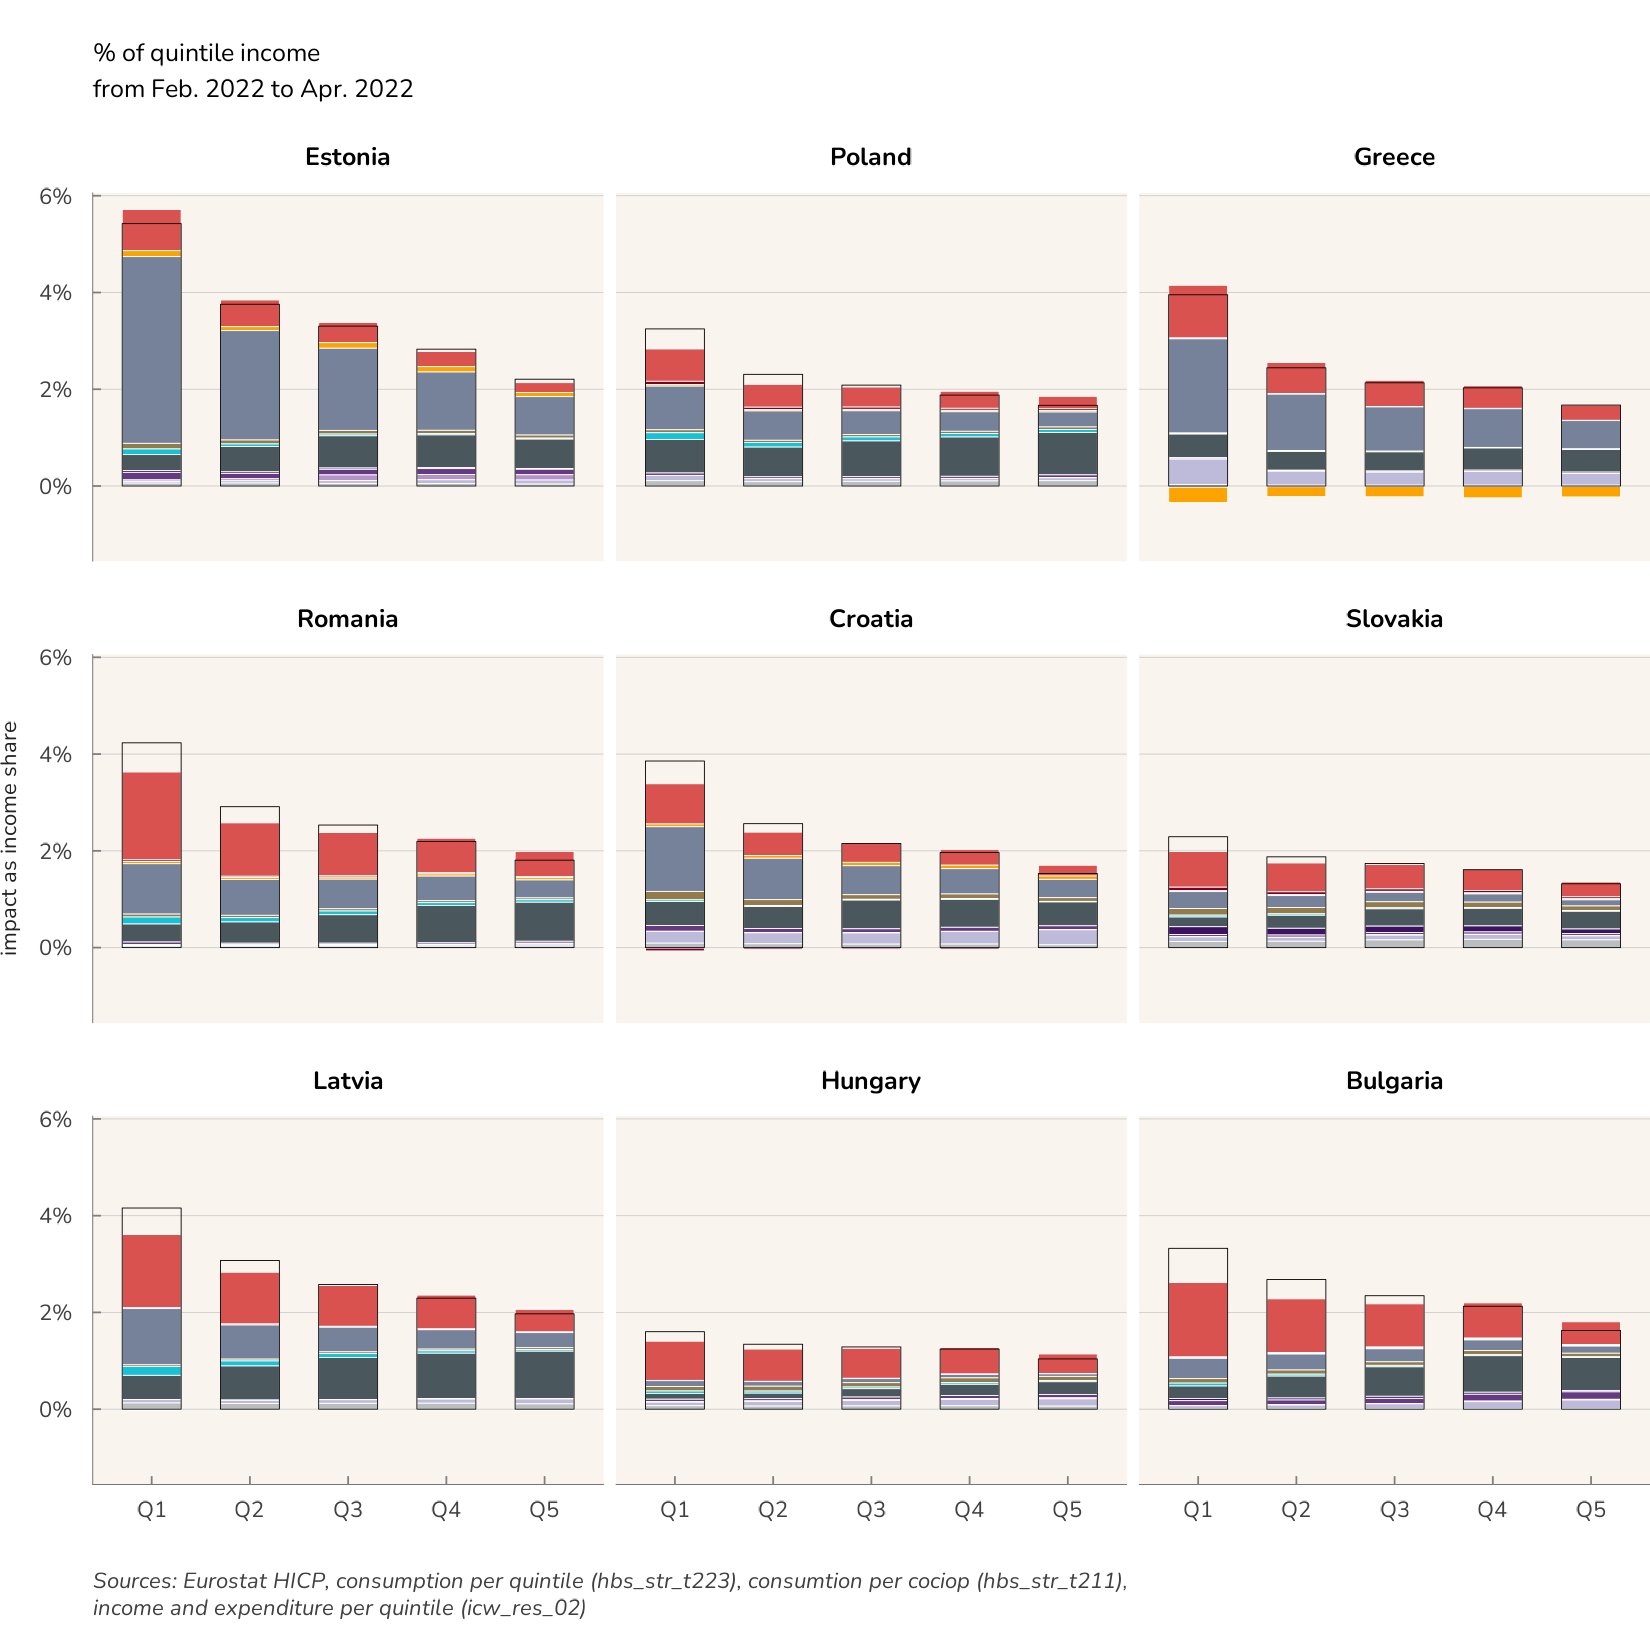 % of quintile income
from Feb. 2022 to Apr. 2022
Estonia
Poland
Greece
6%
4%
2%
0%
Romania
Croatia
Slovakia
impact as income share
6%
4%
2%
0%
Latvia
Hungary
Bulgaria
6%
4%
2%
0%
Q1 Q2 Q3 Q4 Q5
Q1 Q2 Q3 Q4 Q5
Q1 Q2 Q3 Q4 Q5
Sources: Eurostat HICP, consumption per quintile (hbs_str_t223), consumtion per cociop (hbs_str_t211),
income and expenditure per quintile (icw_res_02)